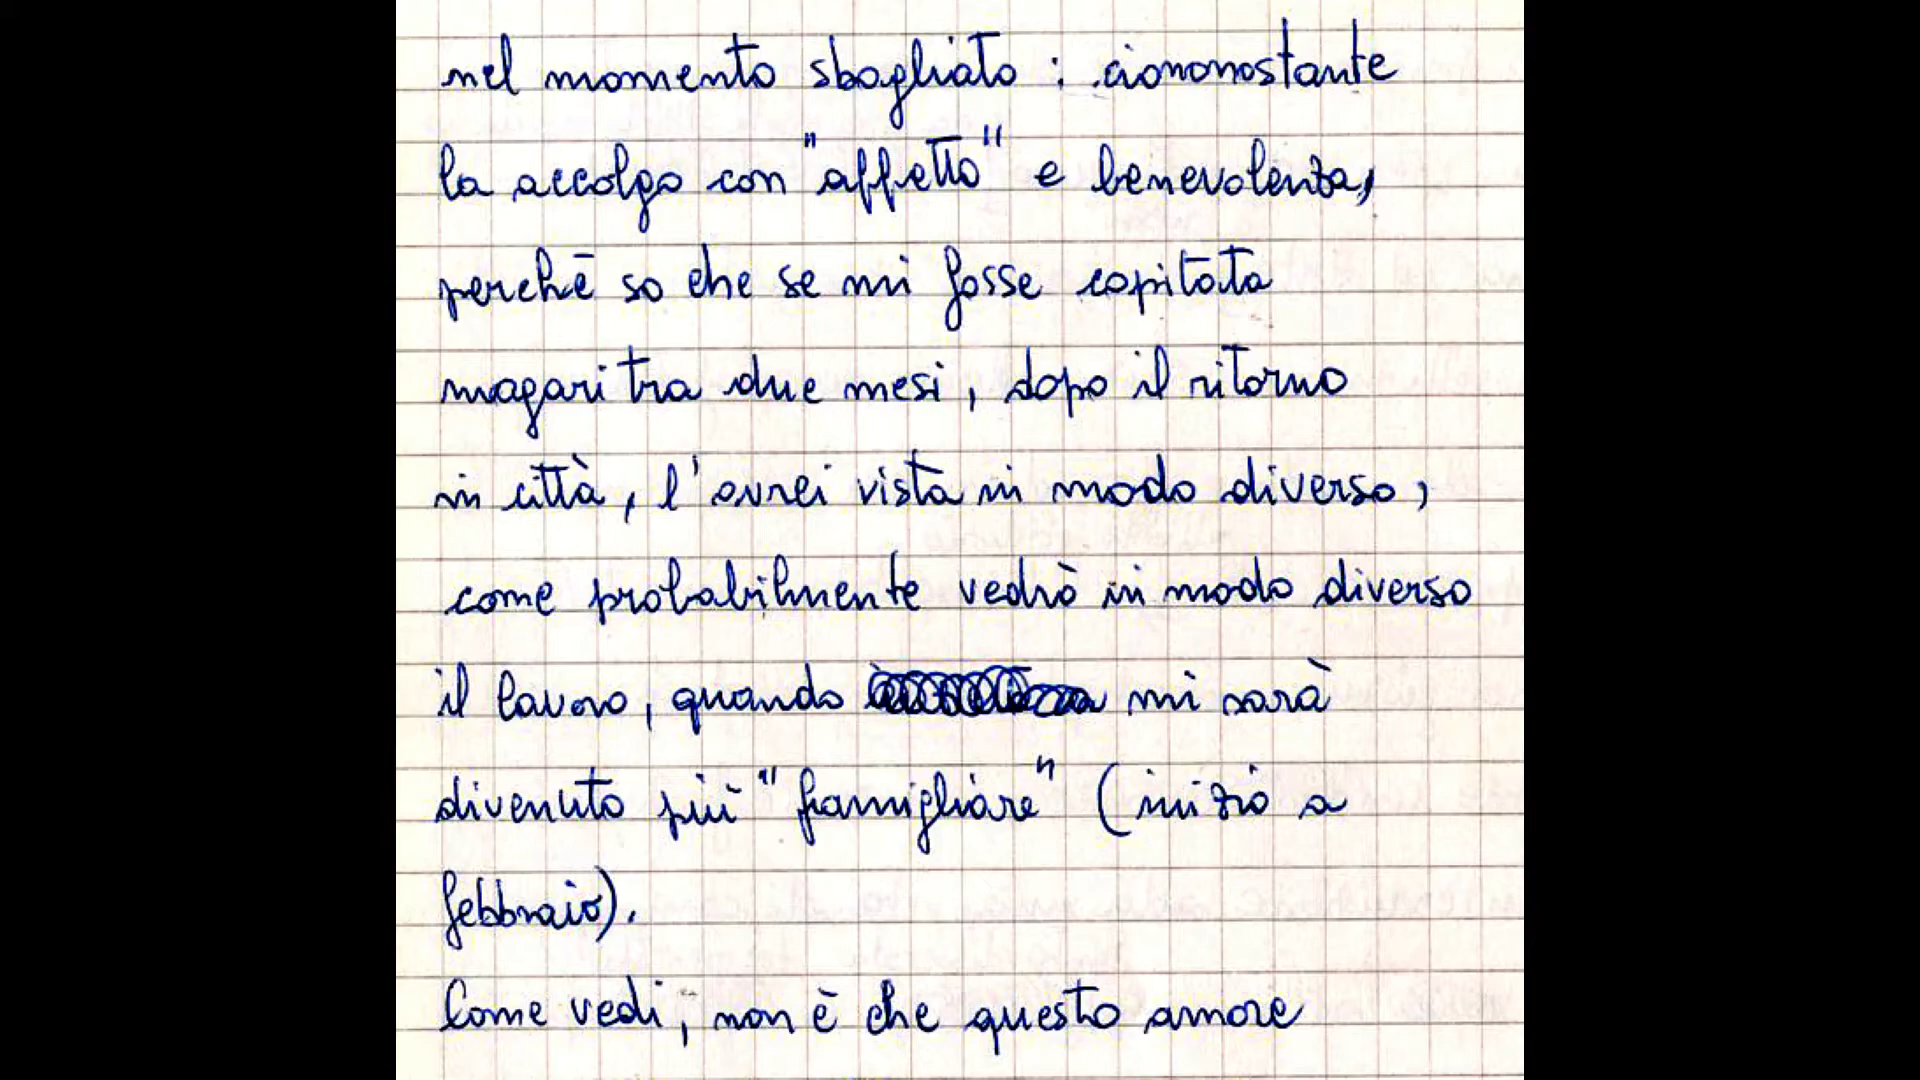 nel momento sbagliato : ciononostante
la accolgo con "affetto" e benevolenza,
perchè so che se mi fosse capitata
magari tra due mesi, dopo il ritorno
in città, l'avrei vista in modo diverso,
come probabilmente vedrò in modo diverso
il lavoro, quando mi sarà
divenuto più "famigliare" (inizio a
febbraio).
Come vedi, non è che questo amore